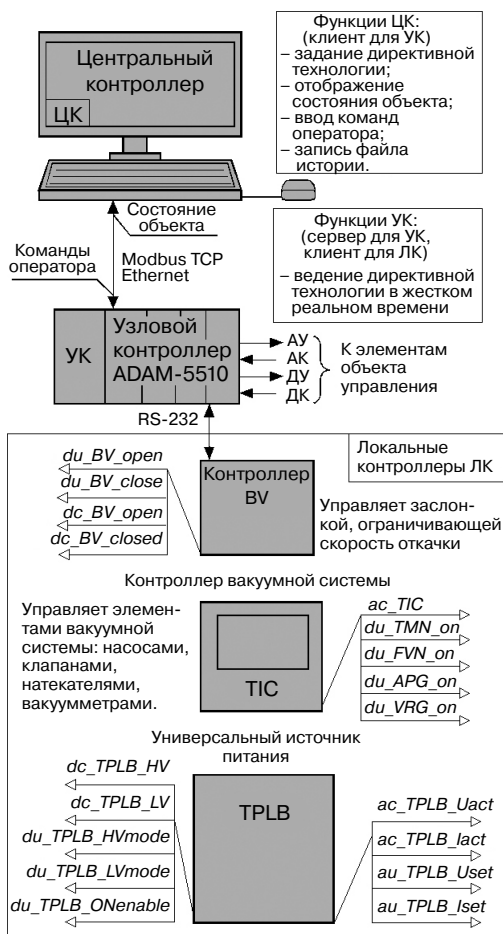 Центральный
контроллер
ЦК
Функции ЦК:
(клиент для УК)
– задание директивной
технологии;
– отображение
состояния объекта;
– ввод команд
оператора;
– запись файла
истории.
Состояние
объекта
Команды
оператора
Modbus TCP
Ethernet
Функции УК:
(сервер для УК,
клиент для ЛК)
– ведение директивной
технологии в жестком
реальном времени
УК
Узловой
контроллер
ADAM-5510
АУ
АК
ДУ
ДК
К элементам
объекта
управления
RS-232
Локальные
контроллеры ЛК
du_BV_open
du_BV_close
dc_BV_open
dc_BV_closed
Контроллер
BV
Управляет заслон-
кой, ограничивающей
скорость откачки
Контроллер вакуумной системы
Управляет элемен-
тами вакуумной
системы: насосами,
клапанами,
натекателями,
вакуумметрами.
TIC
ac_TIC
du_TMN_on
du_FVN_on
du_APG_on
du_VRG_on
Универсальный источник
питания
dc_TPLB_HV
dc_TPLB_LV
du_TPLB_HVmode
du_TPLB_LVmode
du_TPLB_ONenable
TPLB
ac_TPLB_Uact
ac_TPLB_Iact
au_TPLB_Uset
au_TPLB_Iset